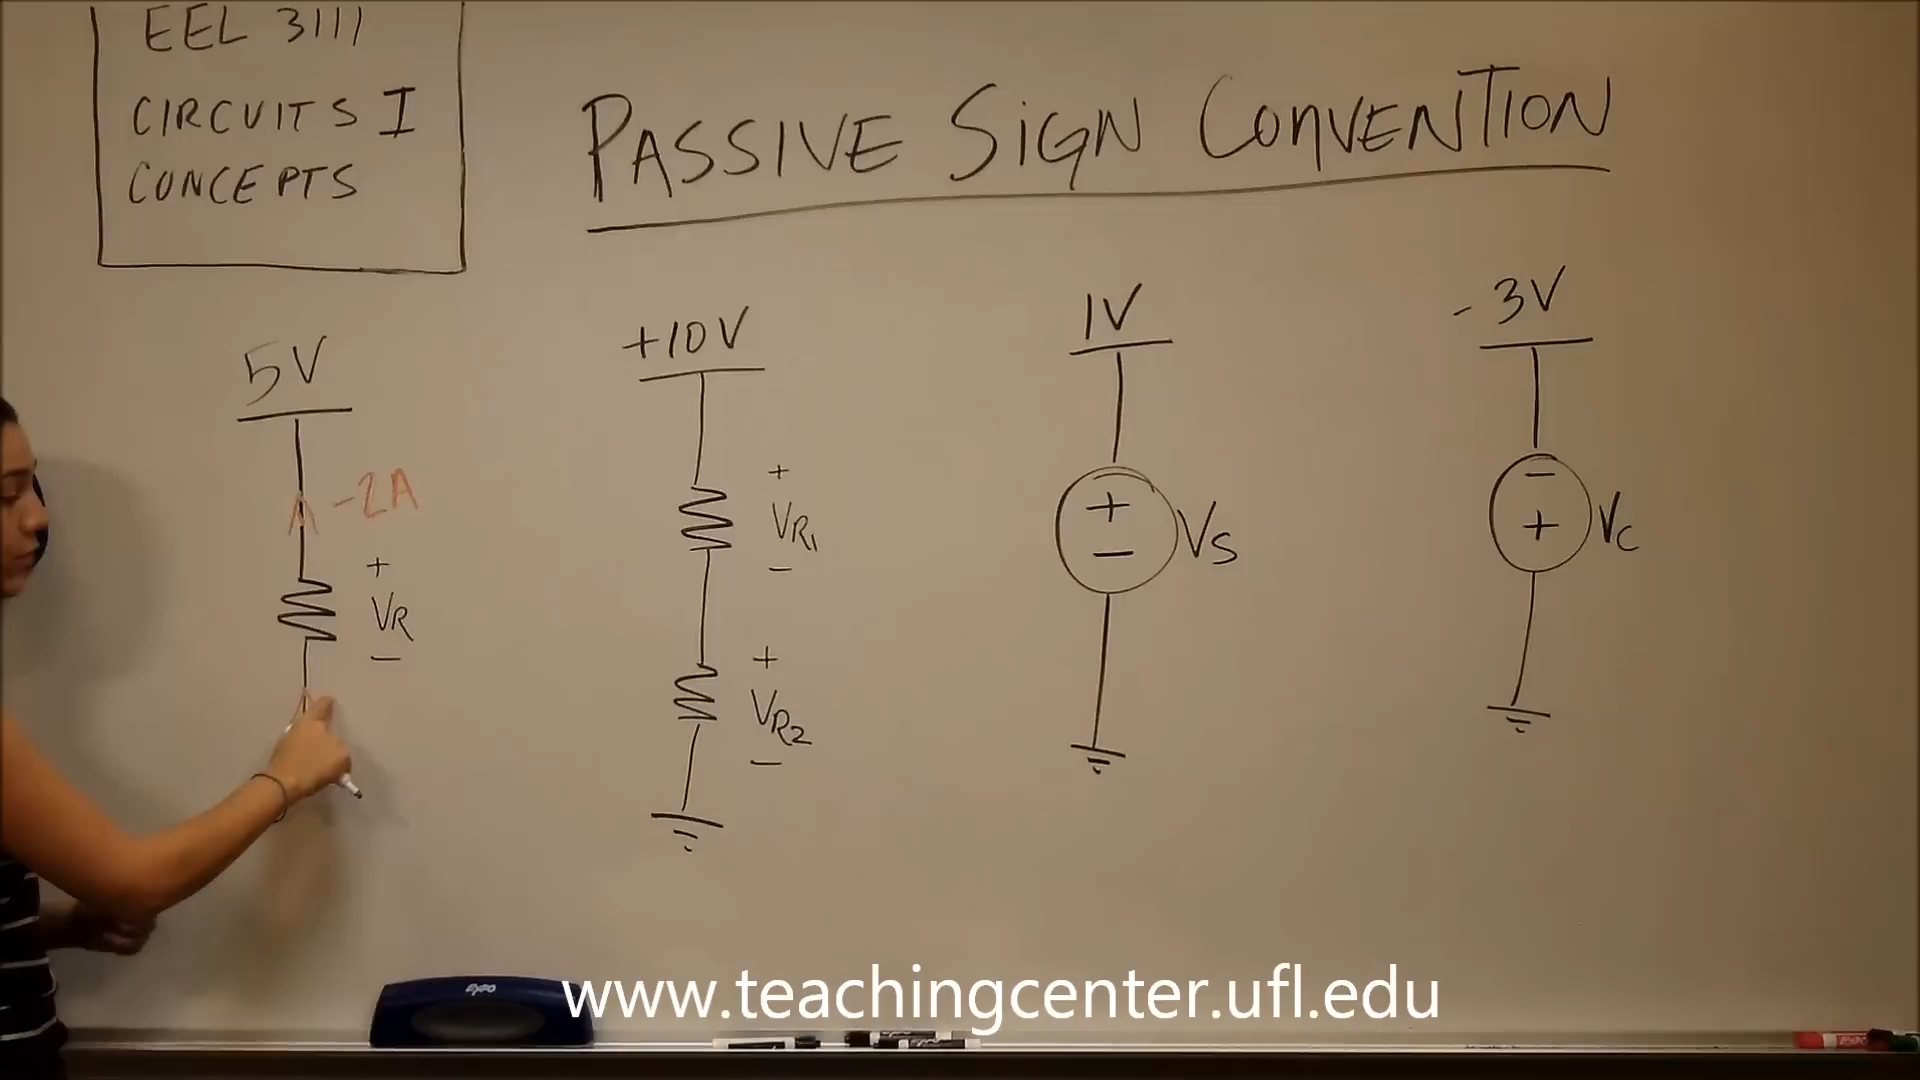 EEL 3111
CIRCUITS I
CONCEPTS
PASSIVE SIGN CONVENTION
5V
-2A
+
VR
-
+10V
+
VR1
-
+
VR2
-
1V
+
-
VS
-3V
-
+
VC
EXPO
www.teachingcenter.ufl.edu
EXPO